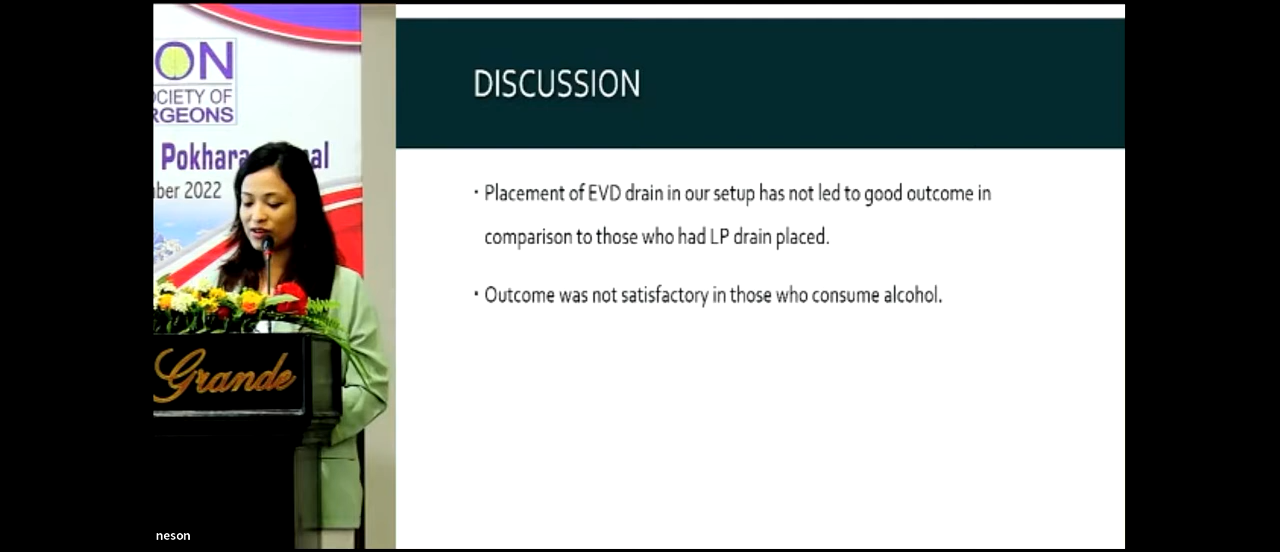 ON
CIETY OF
RGEONS
Pokhara
ber 2022
Grande
neson
DISCUSSION
· Placement of EVD drain in our setup has not led to good outcome in
comparison to those who had LP drain placed.
· Outcome was not satisfactory in those who consume alcohol.